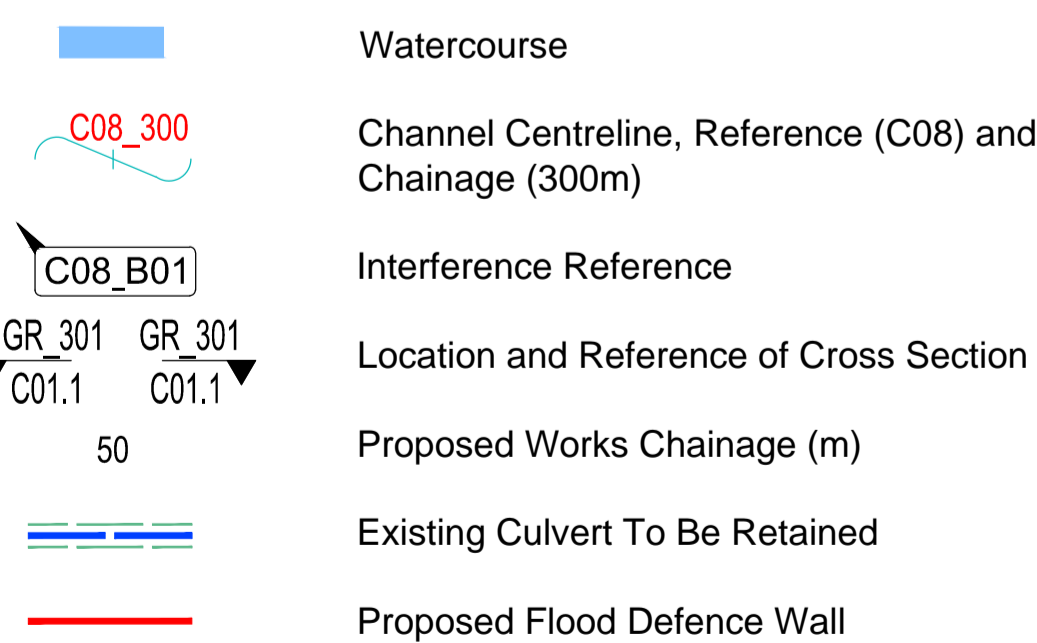 Watercourse
C08_300
Channel Centreline, Reference (C08) and
Chainage (300m)
C08_B01
Interference Reference
GR_301 GR_301
C01.1 C01.1
Location and Reference of Cross Section
50
Proposed Works Chainage (m)
Existing Culvert To Be Retained
Proposed Flood Defence Wall